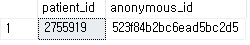 patient_id anonymous_id
1 2755919 523f84b2bc6ead5bc2d5